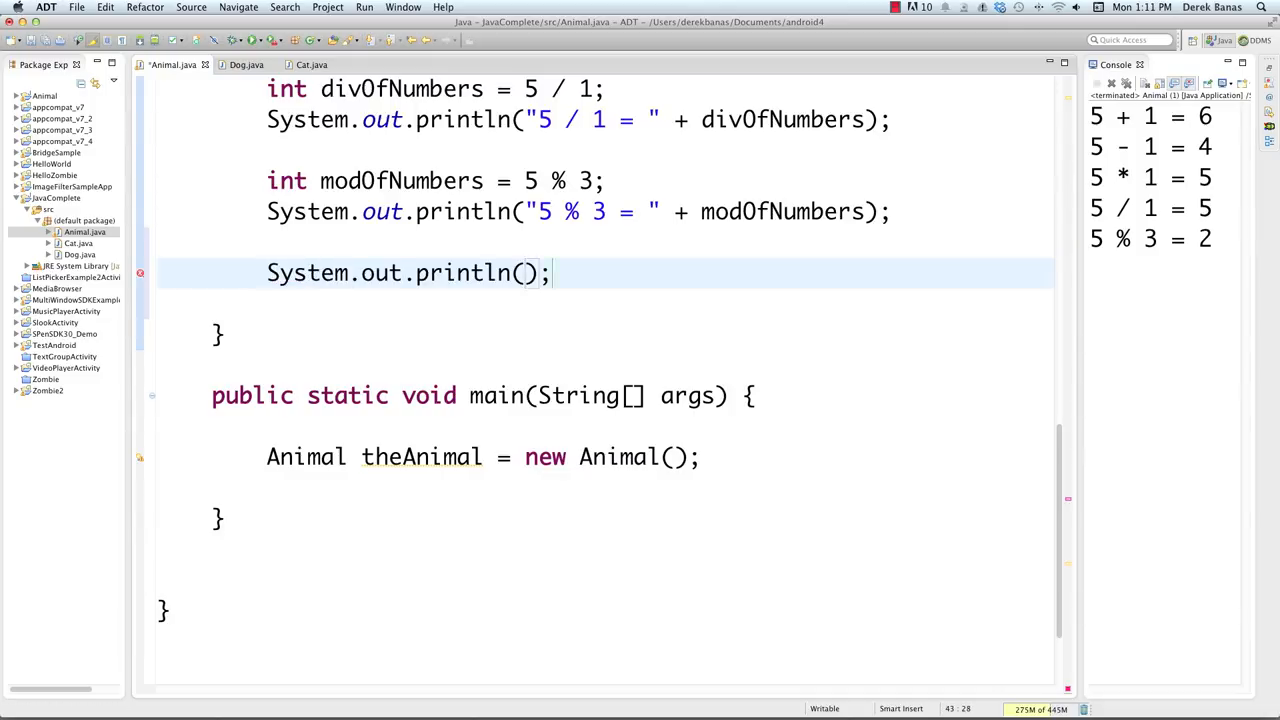 ADT File Edit Refactor Source Navigate Search Project Run Window Help 10 Mon 1:11 PM Derek Banas
Java - JavaComplete/src/Animal.java - ADT - /Users/derekbanas/Documents/android4
Quick Access Java DDMS
Package Exp
*Animal.java Dog.java Cat.java
Console
<terminated> Animal (1) [Java Application] /S
Animal
appcompat_v7
appcompat_v7_2
appcompat_v7_3
appcompat_v7_4
BridgeSample
HelloWorld
HelloZombie
ImageFilterSampleApp
JavaComplete
src
(default package)
Animal.java
Cat.java
Dog.java
JRE System Library [
ListPickerExample2Activi
MediaBrowser
MultiWindowSDKExample
MusicPlayerActivity
SlookActivity
SPenSDK30_Demo
TestAndroid
TextGroupActivity
VideoPlayerActivity
Zombie
Zombie2
int divOfNumbers = 5 / 1;
System.out.println("5 / 1 = " + divOfNumbers);
int modOfNumbers = 5 % 3;
System.out.println("5 % 3 = " + modOfNumbers);
System.out.println();
}
public static void main(String[] args) {
Animal theAnimal = new Animal();
}
}
5 + 1 = 6
5 - 1 = 4
5 * 1 = 5
5 / 1 = 5
5 % 3 = 2
Writable Smart Insert 43 : 28 275M of 445M